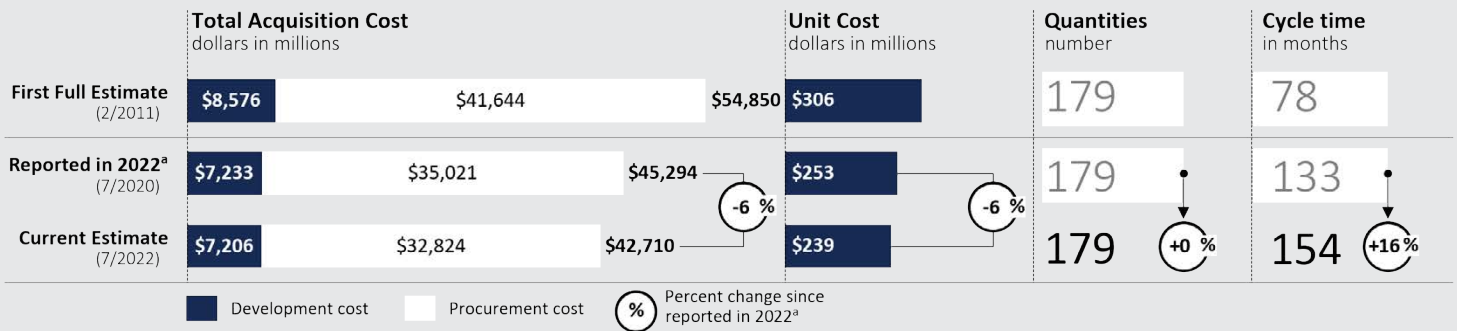 Total Acquisition Cost
dollars in millions
Unit Cost
dollars in millions
Quantities
number
Cycle time
in months
First Full Estimate
(2/2011)
$8,576
$41,644
$54,850
$306
179
78
Reported in 2022ᵃ
(7/2020)
$7,233
$35,021
$45,294
$253
179
133
-6 %
-6 %
Current Estimate
(7/2022)
$7,206
$32,824
$42,710
$239
179
+0 %
154
+16 %
Development cost
Procurement cost
%
Percent change since
reported in 2022ᵃ